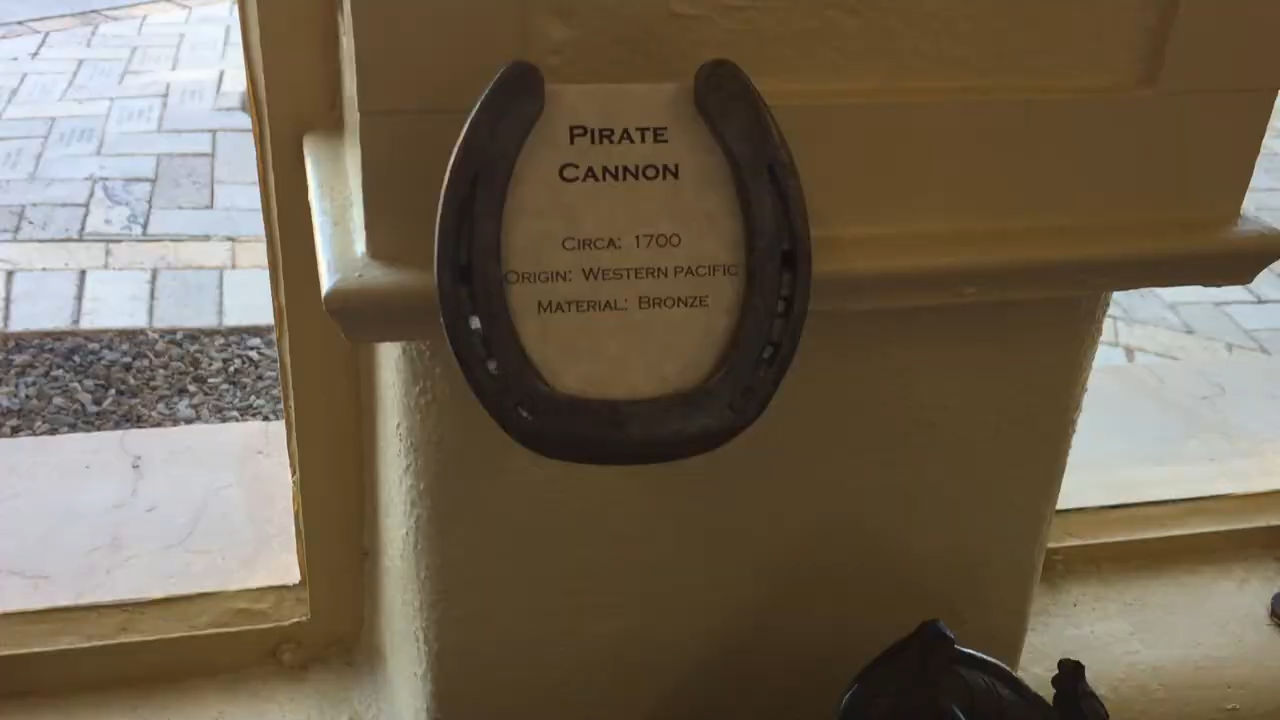 PIRATE
CANNON
CIRCA: 1700
ORIGIN: WESTERN PACIFIC
MATERIAL: BRONZE